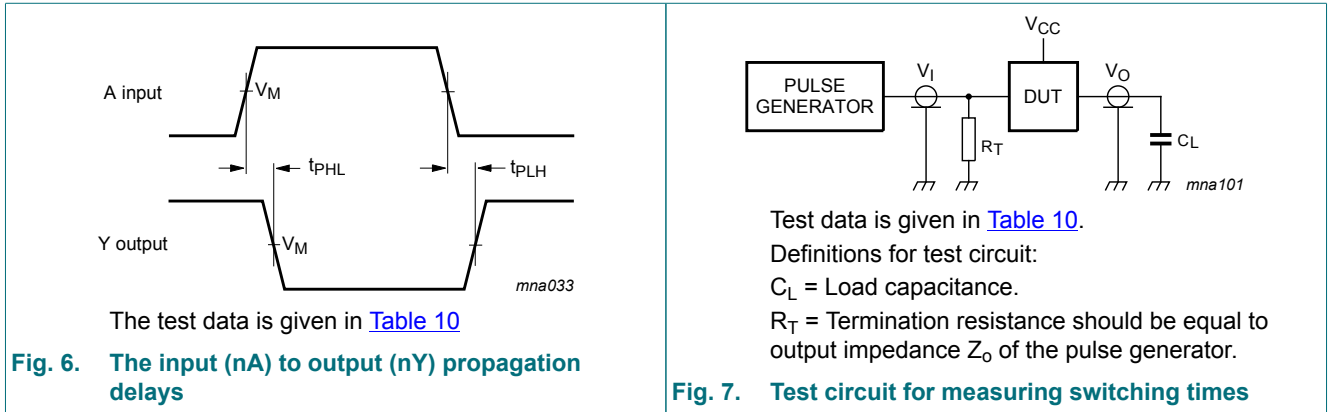 A input
VM
tPHL
tPLH
Y output
VM
mna033
The test data is given in Table 10
Fig. 6. The input (nA) to output (nY) propagation
delays
VCC
PULSE
GENERATOR
VI
DUT
VO
RT
CL
mna101
Test data is given in Table 10.
Definitions for test circuit:
CL = Load capacitance.
RT = Termination resistance should be equal to
output impedance Zo of the pulse generator.
Fig. 7. Test circuit for measuring switching times